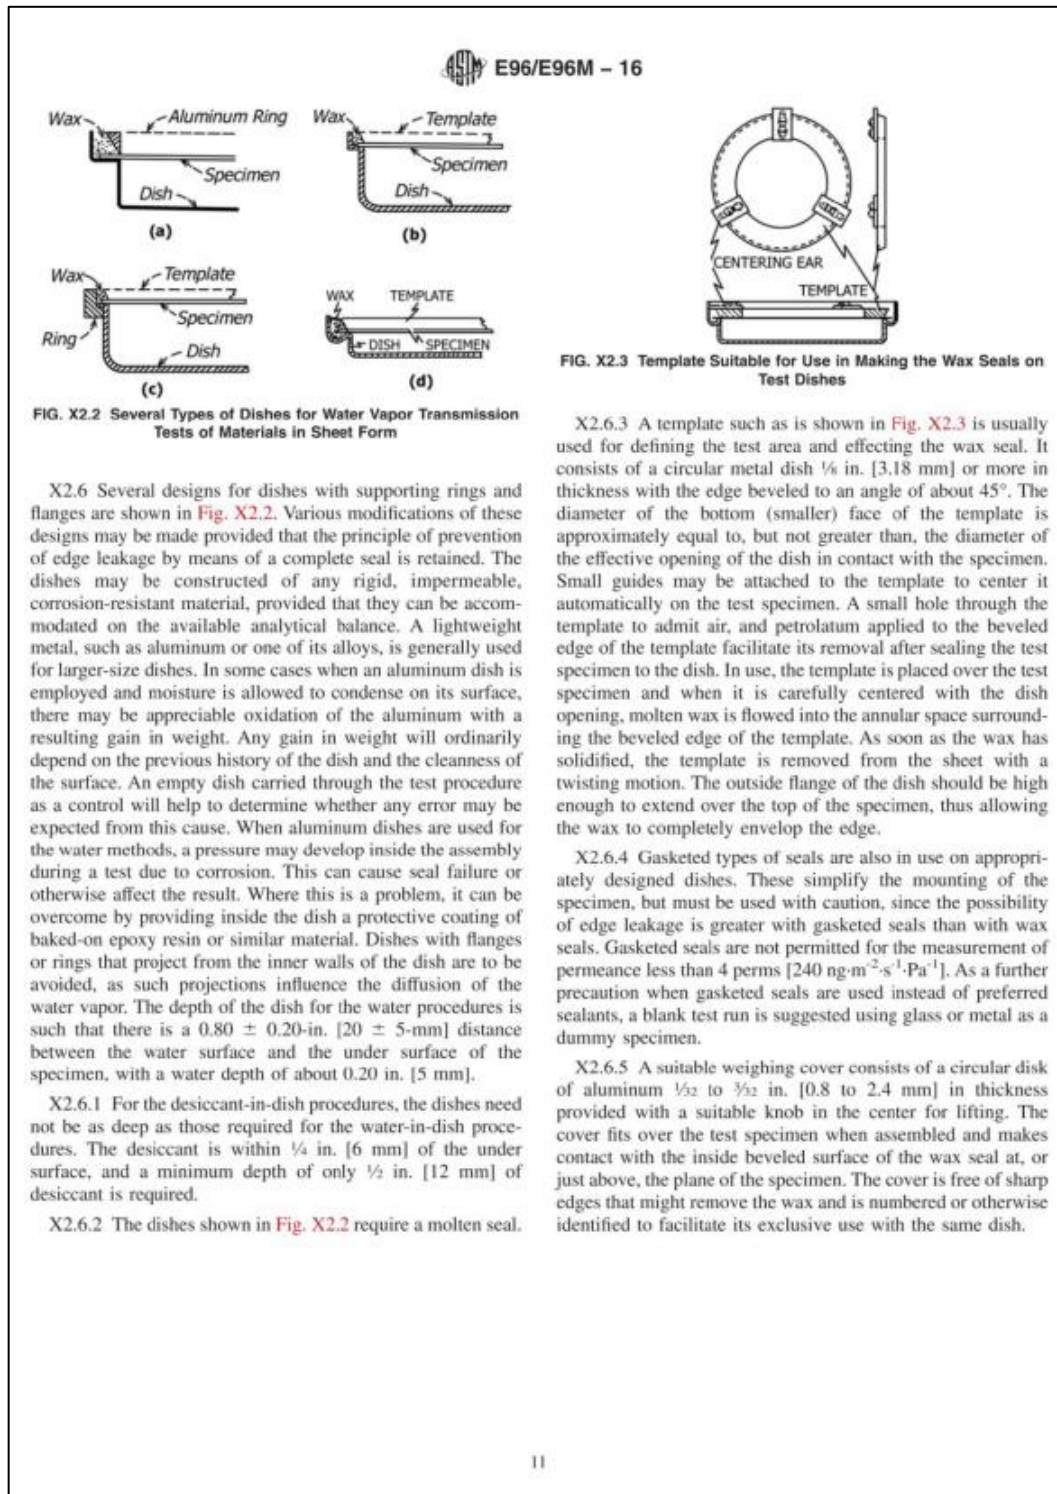 ASTM E96/E96M – 16
Wax
Aluminum Ring
Specimen
Dish
(a)
Wax
Template
Specimen
Dish
(b)
Wax
Template
Specimen
Ring
Dish
(c)
WAX TEMPLATE
DISH SPECIMEN
(d)
FIG. X2.2 Several Types of Dishes for Water Vapor Transmission
Tests of Materials in Sheet Form
X2.6 Several designs for dishes with supporting rings and
flanges are shown in Fig. X2.2. Various modifications of these
designs may be made provided that the principle of prevention
of edge leakage by means of a complete seal is retained. The
dishes may be constructed of any rigid, impermeable,
corrosion-resistant material, provided that they can be accom-
modated on the available analytical balance. A lightweight
metal, such as aluminum or one of its alloys, is generally used
for larger-size dishes. In some cases when an aluminum dish is
employed and moisture is allowed to condense on its surface,
there may be appreciable oxidation of the aluminum with a
resulting gain in weight. Any gain in weight will ordinarily
depend on the previous history of the dish and the cleanness of
the surface. An empty dish carried through the test procedure
as a control will help to determine whether any error may be
expected from this cause. When aluminum dishes are used for
the water methods, a pressure may develop inside the assembly
during a test due to corrosion. This can cause seal failure or
otherwise affect the result. Where this is a problem, it can be
overcome by providing inside the dish a protective coating of
baked-on epoxy resin or similar material. Dishes with flanges
or rings that project from the inner walls of the dish are to be
avoided, as such projections influence the diffusion of the
water vapor. The depth of the dish for the water procedures is
such that there is a 0.80 ± 0.20-in. [20 ± 5-mm] distance
between the water surface and the under surface of the
specimen, with a water depth of about 0.20 in. [5 mm].
X2.6.1 For the desiccant-in-dish procedures, the dishes need
not be as deep as those required for the water-in-dish proce-
dures. The desiccant is within 1⁄4 in. [6 mm] of the under
surface, and a minimum depth of only 1⁄2 in. [12 mm] of
desiccant is required.
X2.6.2 The dishes shown in Fig. X2.2 require a molten seal.
CENTERING EAR
TEMPLATE
FIG. X2.3 Template Suitable for Use in Making the Wax Seals on
Test Dishes
X2.6.3 A template such as is shown in Fig. X2.3 is usually
used for defining the test area and effecting the wax seal. It
consists of a circular metal dish 1⁄8 in. [3.18 mm] or more in
thickness with the edge beveled to an angle of about 45°. The
diameter of the bottom (smaller) face of the template is
approximately equal to, but not greater than, the diameter of
the effective opening of the dish in contact with the specimen.
Small guides may be attached to the template to center it
automatically on the test specimen. A small hole through the
template to admit air, and petrolatum applied to the beveled
edge of the template facilitate its removal after sealing the test
specimen to the dish. In use, the template is placed over the test
specimen and when it is carefully centered with the dish
opening, molten wax is flowed into the annular space surround-
ing the beveled edge of the template. As soon as the wax has
solidified, the template is removed from the sheet with a
twisting motion. The outside flange of the dish should be high
enough to extend over the top of the specimen, thus allowing
the wax to completely envelop the edge.
X2.6.4 Gasketed types of seals are also in use on appropri-
ately designed dishes. These simplify the mounting of the
specimen, but must be used with caution, since the possibility
of edge leakage is greater with gasketed seals than with wax
seals. Gasketed seals are not permitted for the measurement of
permeance less than 4 perms [240 ng·m⁻²·s⁻¹·Pa⁻¹]. As a further
precaution when gasketed seals are used instead of preferred
sealants, a blank test run is suggested using glass or metal as a
dummy specimen.
X2.6.5 A suitable weighing cover consists of a circular disk
of aluminum 1⁄32 to 3⁄32 in. [0.8 to 2.4 mm] in thickness
provided with a suitable knob in the center for lifting. The
cover fits over the test specimen when assembled and makes
contact with the inside beveled surface of the wax seal at, or
just above, the plane of the specimen. The cover is free of sharp
edges that might remove the wax and is numbered or otherwise
identified to facilitate its exclusive use with the same dish.
11